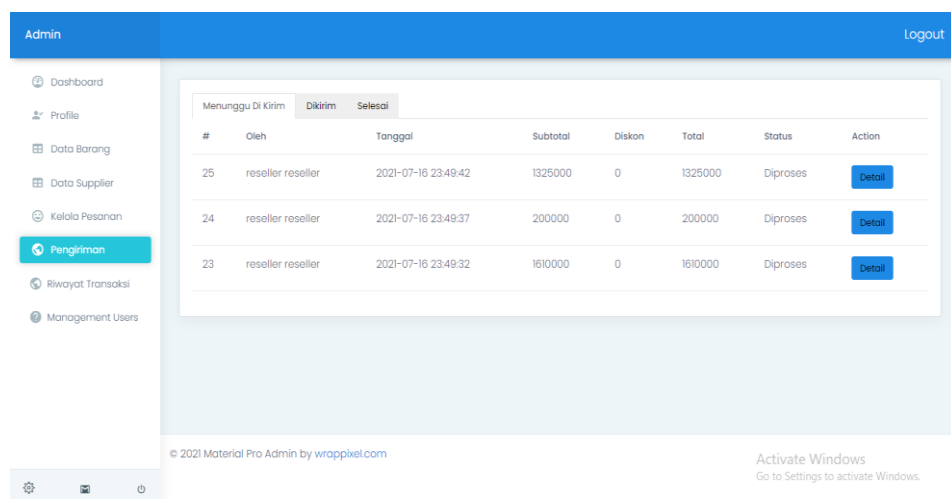 Admin
Logout
Dashboard
Profile
Data Barang
Data Supplier
Kelola Pesanan
Pengiriman
Riwayat Transaksi
Management Users
Menunggu Di Kirim Dikirim Selesai
# Oleh Tanggal Subtotal Diskon Total Status Action
25 reseller reseller 2021-07-16 23:49:42 1325000 0 1325000 Diproses Detail
24 reseller reseller 2021-07-16 23:49:37 200000 0 200000 Diproses Detail
23 reseller reseller 2021-07-16 23:49:32 1610000 0 1610000 Diproses Detail
© 2021 Material Pro Admin by wrappixel.com
Activate Windows
Go to Settings to activate Windows.